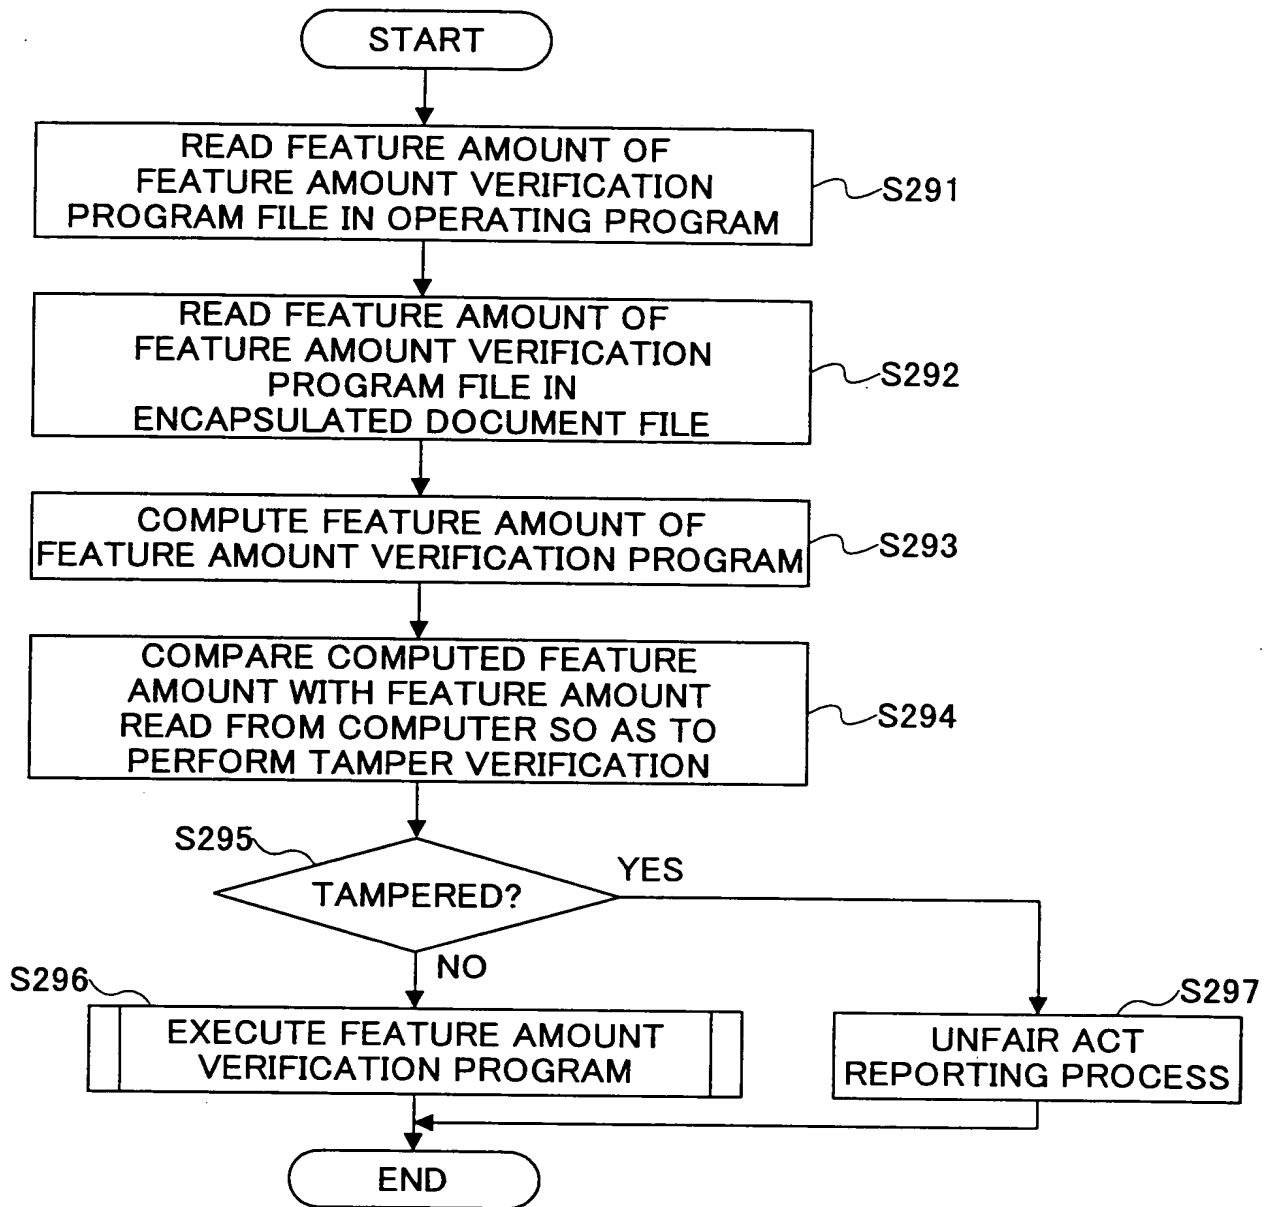 START
READ FEATURE AMOUNT OF
FEATURE AMOUNT VERIFICATION
PROGRAM FILE IN OPERATING PROGRAM
S291
READ FEATURE AMOUNT OF
FEATURE AMOUNT VERIFICATION
PROGRAM FILE IN
ENCAPSULATED DOCUMENT FILE
S292
COMPUTE FEATURE AMOUNT OF
FEATURE AMOUNT VERIFICATION PROGRAM
S293
COMPARE COMPUTED FEATURE
AMOUNT WITH FEATURE AMOUNT
READ FROM COMPUTER SO AS TO
PERFORM TAMPER VERIFICATION
S294
S295
TAMPERED?
YES
NO
S296
EXECUTE FEATURE AMOUNT
VERIFICATION PROGRAM
S297
UNFAIR ACT
REPORTING PROCESS
END